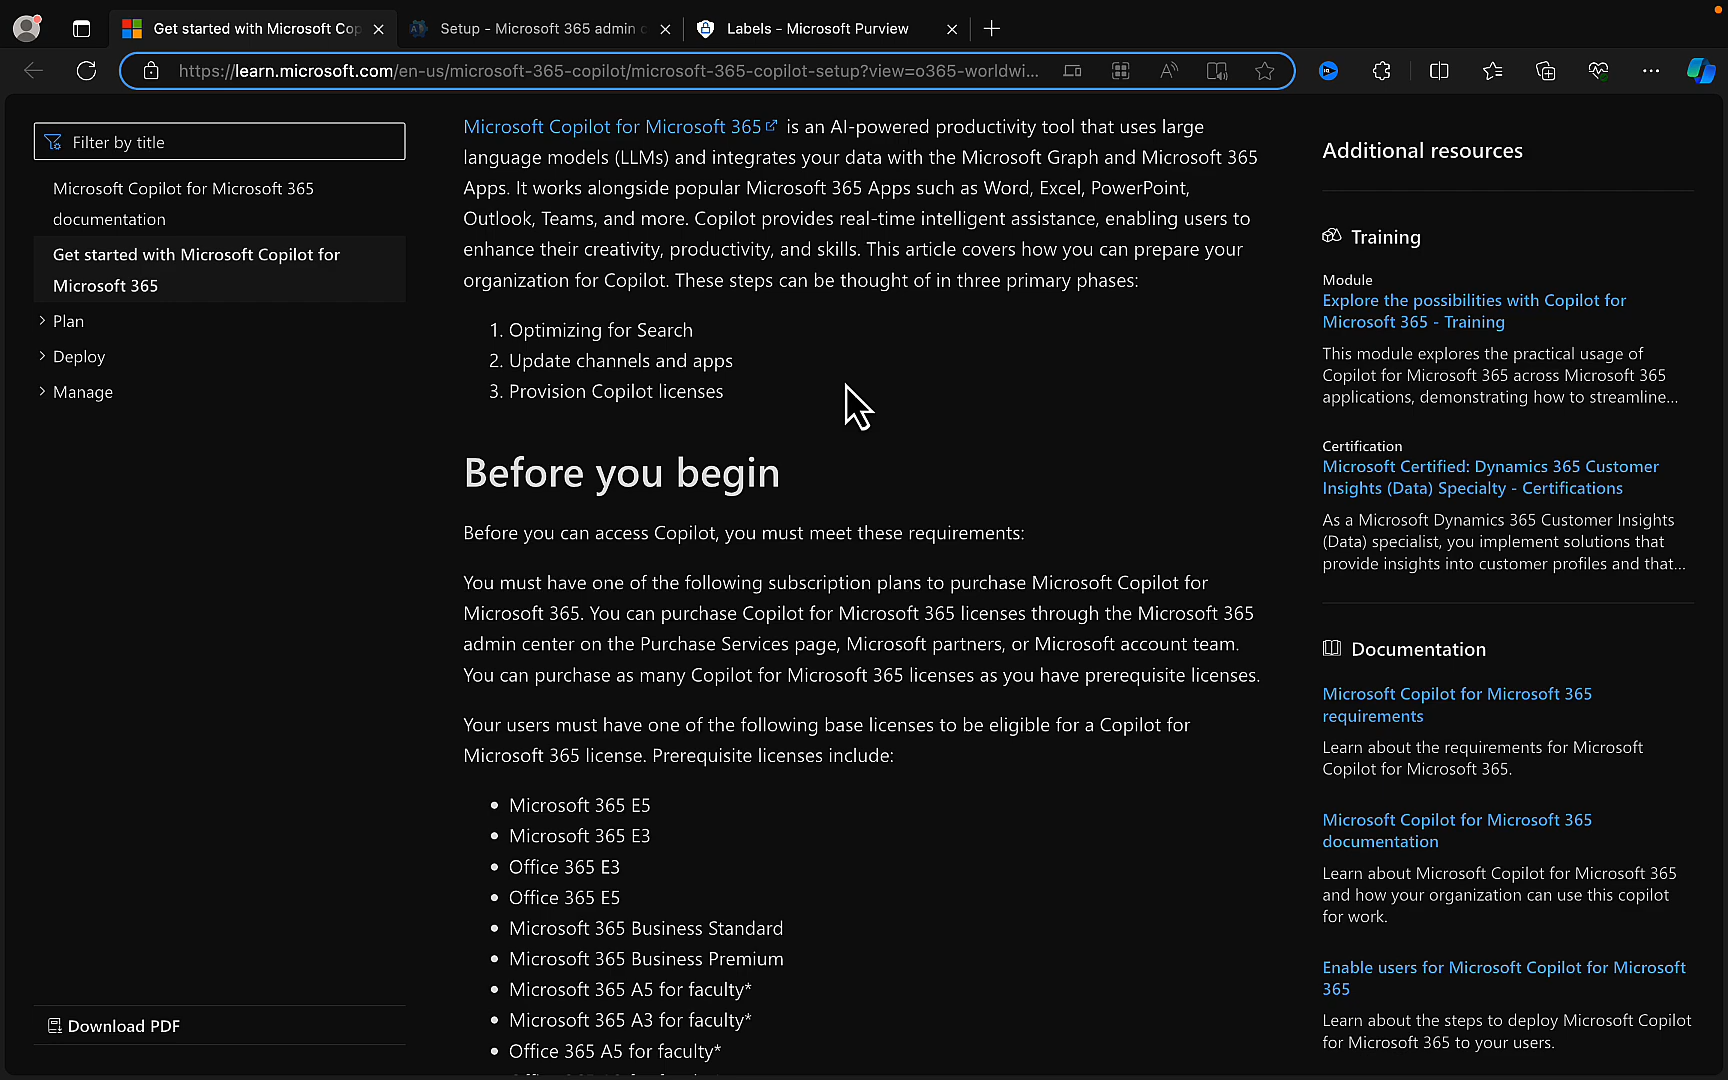 Get started with Microsoft Cop
Setup - Microsoft 365 admin c
Labels - Microsoft Purview
https://learn.microsoft.com/en-us/microsoft-365-copilot/microsoft-365-copilot-setup?view=o365-worldwi...
Filter by title
Microsoft Copilot for Microsoft 365
documentation
Get started with Microsoft Copilot for
Microsoft 365
Plan
Deploy
Manage
Download PDF
Microsoft Copilot for Microsoft 365 is an AI-powered productivity tool that uses large
language models (LLMs) and integrates your data with the Microsoft Graph and Microsoft 365
Apps. It works alongside popular Microsoft 365 Apps such as Word, Excel, PowerPoint,
Outlook, Teams, and more. Copilot provides real-time intelligent assistance, enabling users to
enhance their creativity, productivity, and skills. This article covers how you can prepare your
organization for Copilot. These steps can be thought of in three primary phases:
1. Optimizing for Search
2. Update channels and apps
3. Provision Copilot licenses
Before you begin
Before you can access Copilot, you must meet these requirements:
You must have one of the following subscription plans to purchase Microsoft Copilot for
Microsoft 365. You can purchase Copilot for Microsoft 365 licenses through the Microsoft 365
admin center on the Purchase Services page, Microsoft partners, or Microsoft account team.
You can purchase as many Copilot for Microsoft 365 licenses as you have prerequisite licenses.
Your users must have one of the following base licenses to be eligible for a Copilot for
Microsoft 365 license. Prerequisite licenses include:
• Microsoft 365 E5
• Microsoft 365 E3
• Office 365 E3
• Office 365 E5
• Microsoft 365 Business Standard
• Microsoft 365 Business Premium
• Microsoft 365 A5 for faculty*
• Microsoft 365 A3 for faculty*
• Office 365 A5 for faculty*
Additional resources
Training
Module
Explore the possibilities with Copilot for
Microsoft 365 - Training
This module explores the practical usage of
Copilot for Microsoft 365 across Microsoft 365
applications, demonstrating how to streamline...
Certification
Microsoft Certified: Dynamics 365 Customer
Insights (Data) Specialty - Certifications
As a Microsoft Dynamics 365 Customer Insights
(Data) specialist, you implement solutions that
provide insights into customer profiles and that...
Documentation
Microsoft Copilot for Microsoft 365
requirements
Learn about the requirements for Microsoft
Copilot for Microsoft 365.
Microsoft Copilot for Microsoft 365
documentation
Learn about Microsoft Copilot for Microsoft 365
and how your organization can use this copilot
for work.
Enable users for Microsoft Copilot for Microsoft
365
Learn about the steps to deploy Microsoft Copilot
for Microsoft 365 to your users.